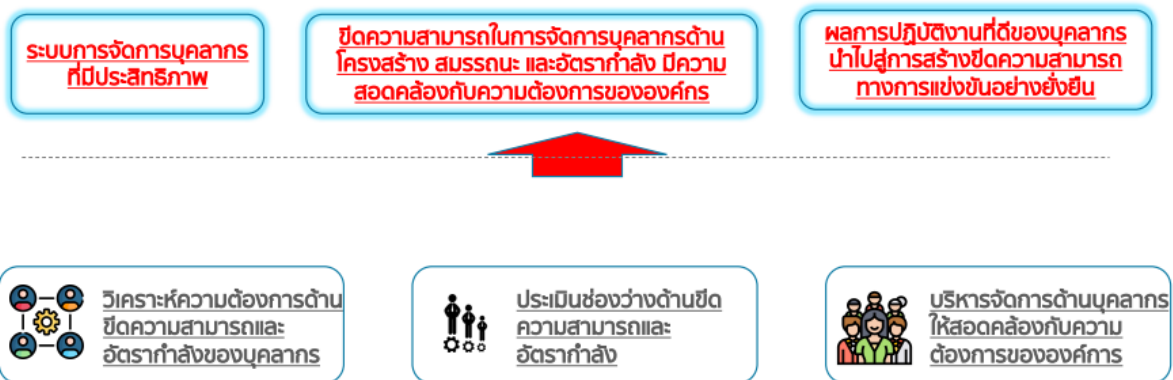 ระบบการจัดการบุคลากร
ที่มีประสิทธิภาพ
ขีดความสามารถในการจัดการบุคลากรด้าน
โครงสร้าง สมรรถนะ และอัตรากำลัง มีความ
สอดคล้องกับความต้องการขององค์กร
ผลการปฏิบัติงานที่ดีของบุคลากร
นำไปสู่การสร้างขีดความสามารถ
ทางการแข่งขันอย่างยั่งยืน
วิเคราะห์ความต้องการด้าน
ขีดความสามารถและ
อัตรากำลังของบุคลากร
ประเมินช่องว่างด้านขีด
ความสามารถและ
อัตรากำลัง
บริหารจัดการด้านบุคลากร
ให้สอดคล้องกับความ
ต้องการขององค์การ